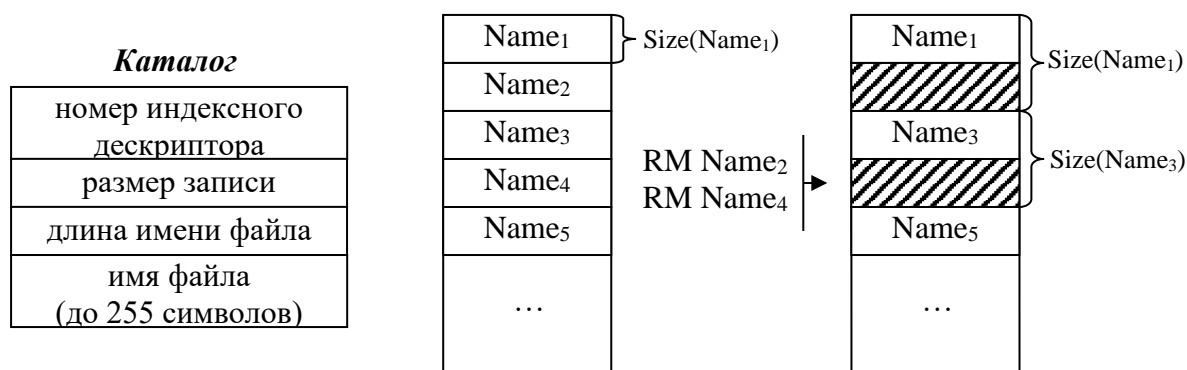 Каталог
номер индексного
дескриптора
размер записи
длина имени файла
имя файла
(до 255 символов)
Name₁
Name₂
Name₃
Name₄
Name₅
…
Size(Name₁)
RM Name₂
RM Name₄
Name₁
Name₃
Name₅
…
Size(Name₁)
Size(Name₃)